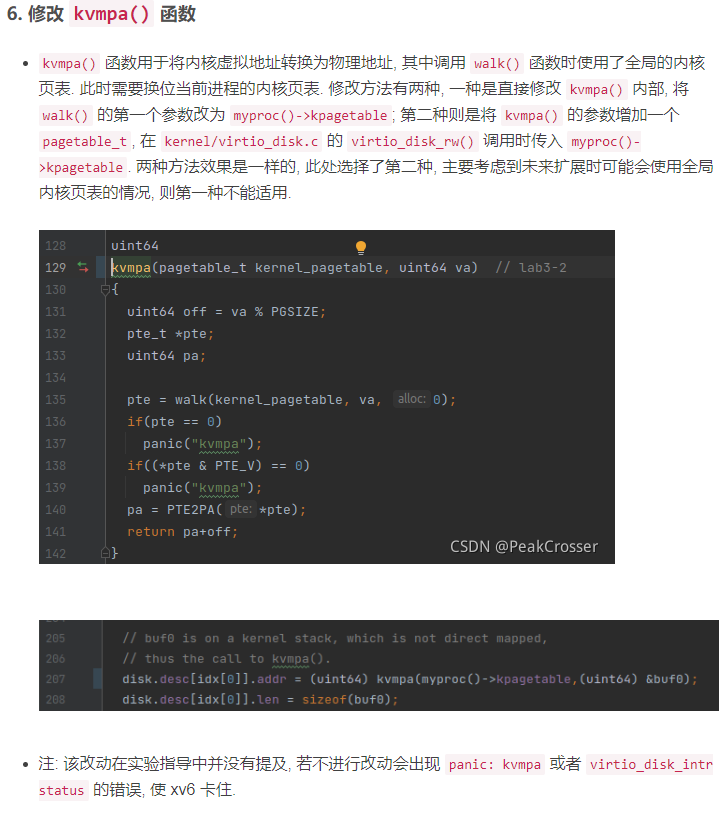 6. 修改 kvmpa() 函数
kvmpa() 函数用于将内核虚拟地址转换为物理地址, 其中调用 walk() 函数时使用了全局的内核
页表. 此时需要换位当前进程的内核页表. 修改方法有两种, 一种是直接修改 kvmpa() 内部, 将
walk() 的第一个参数改为 myproc()->kpagetable; 第二种则是将 kvmpa() 的参数增加一个
pagetable_t, 在 kernel/virtio_disk.c 的 virtio_disk_rw() 调用时传入 myproc()-
>kpagetable. 两种方法效果是一样的, 此处选择了第二种, 主要考虑到未来扩展时可能会使用全局
内核页表的情况, 则第一种不能适用.
128 uint64
129 kvmpa(pagetable_t kernel_pagetable, uint64 va)  // lab3-2
130 {
131 uint64 off = va % PGSIZE;
132 pte_t *pte;
133 uint64 pa;
134
135 pte = walk(kernel_pagetable, va, alloc: 0);
136 if(pte == 0)
137 panic("kvmpa");
138 if((*pte & PTE_V) == 0)
139 panic("kvmpa");
140 pa = PTE2PA( pte: *pte);
141 return pa+off;
142 }
CSDN @PeakCrosser
205 // buf0 is on a kernel stack, which is not direct mapped,
206 // thus the call to kvmpa().
207 disk.desc[idx[0]].addr = (uint64) kvmpa(myproc()->kpagetable,(uint64) &buf0);
208 disk.desc[idx[0]].len = sizeof(buf0);
注: 该改动在实验指导中并没有提及, 若不进行改动会出现 panic: kvmpa 或者 virtio_disk_intr
status 的错误, 使 xv6 卡住.